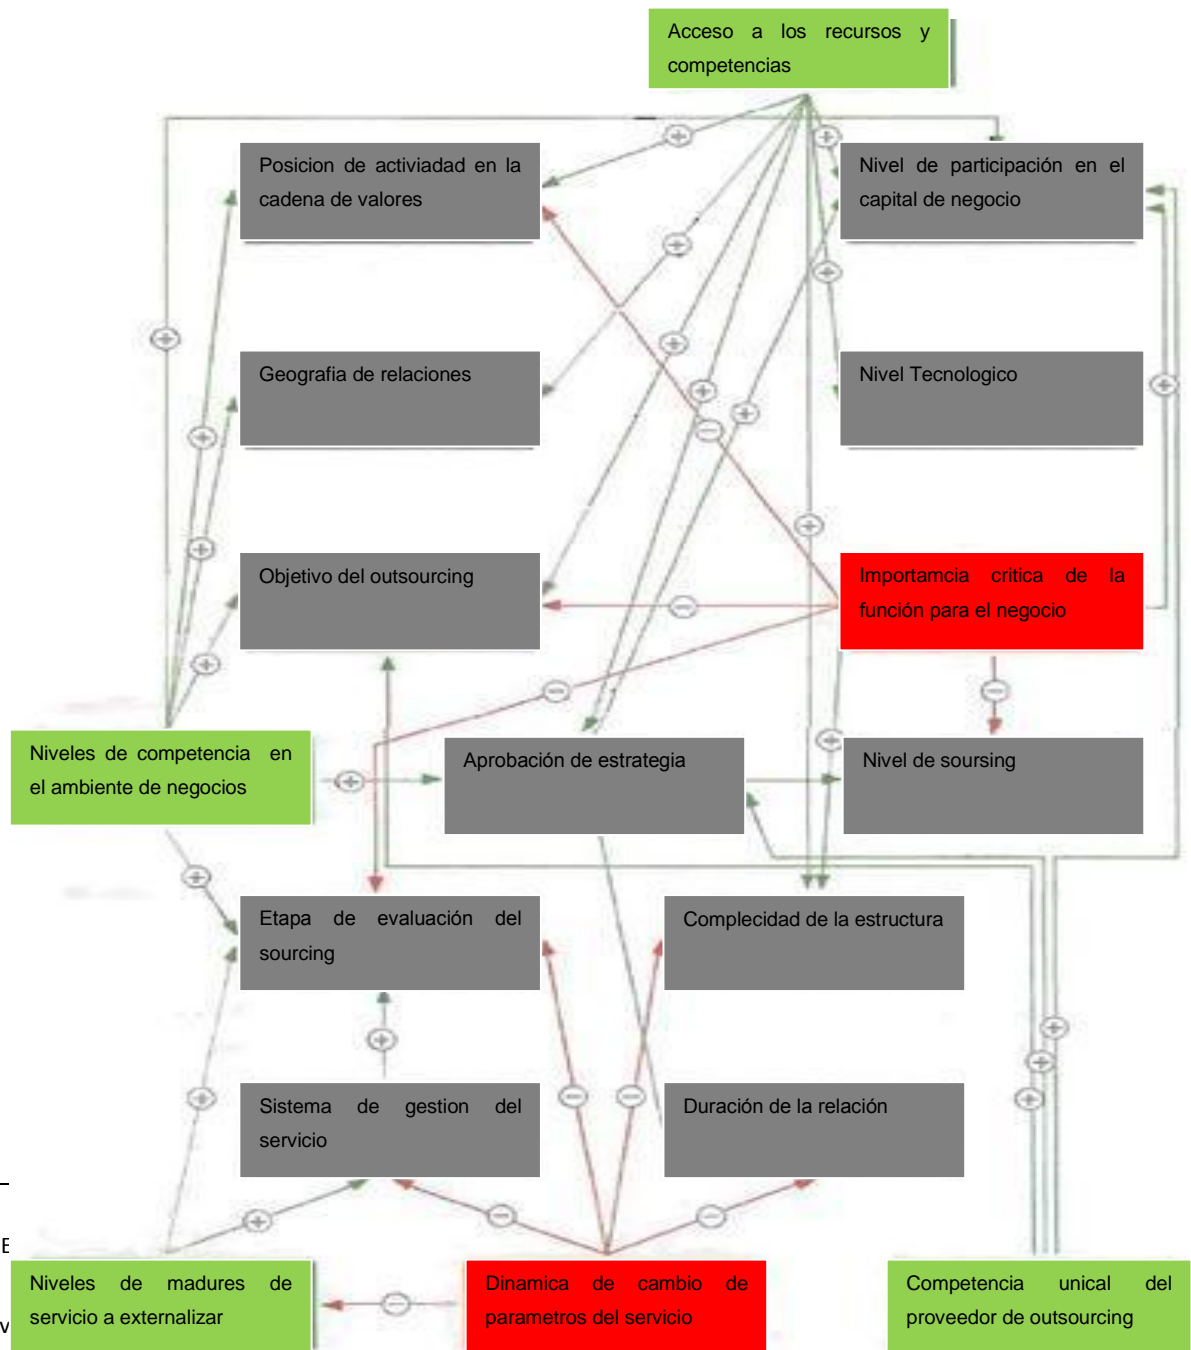 Acceso a los recursos y
competencias
Posicion de activiadad en la
cadena de valores
Nivel de participación en el
capital de negocio
Geografia de relaciones
Nivel Tecnologico
Objetivo del outsourcing
Importamcia critica de la
función para el negocio
Niveles de competencia en
el ambiente de negocios
Aprobación de estrategia
Nivel de soursing
Etapa de evaluación del
sourcing
Complecidad de la estructura
Sistema de gestion del
servicio
Duración de la relación
Niveles de madures de
servicio a externalizar
Dinamica de cambio de
parametros del servicio
Competencia unical del
proveedor de outsourcing